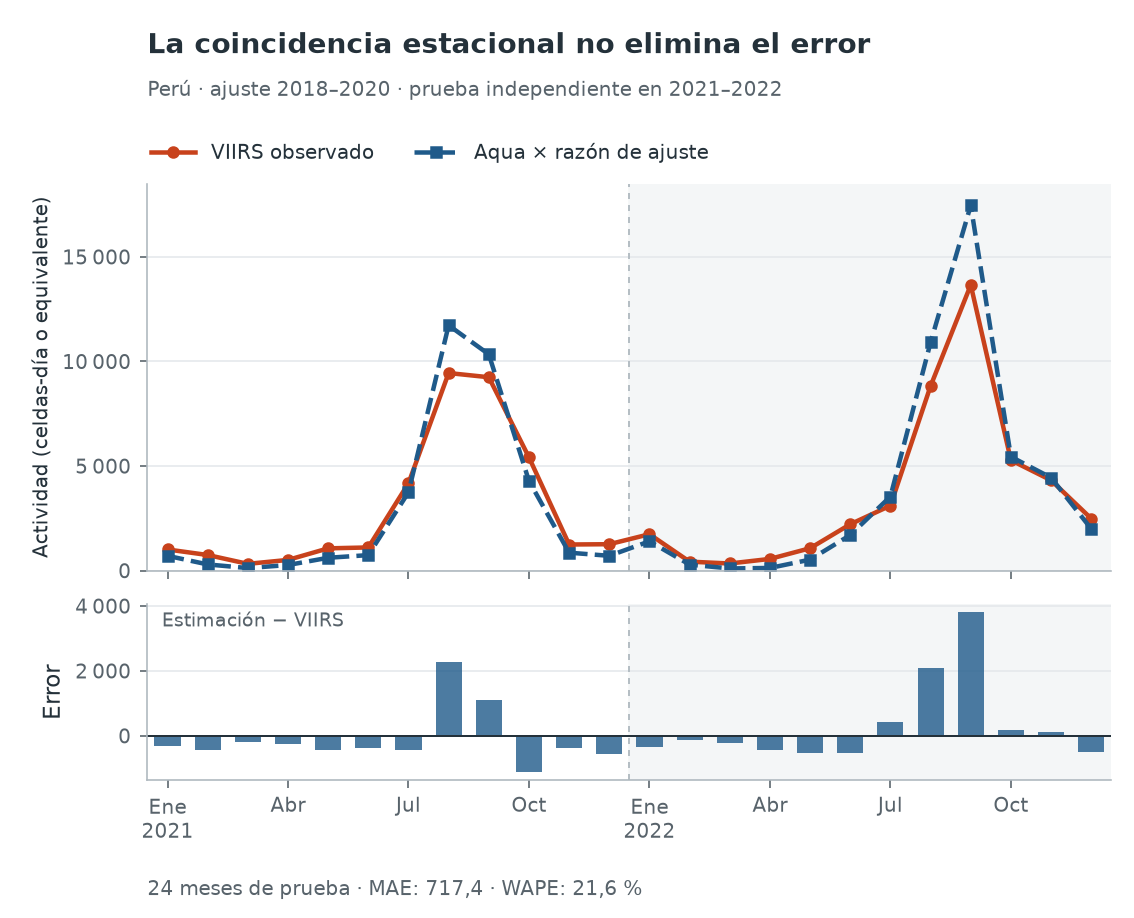 La coincidencia estacional no elimina el error
Perú · ajuste 2018–2020 · prueba independiente en 2021–2022
VIIRS observado
Aqua × razón de ajuste
Actividad (celdas-día o equivalente)
15 000
10 000
5 000
0
Estimación − VIIRS
Error
4 000
2 000
0
Ene
2021
Abr
Jul
Oct
Ene
2022
Abr
Jul
Oct
24 meses de prueba · MAE: 717,4 · WAPE: 21,6 %